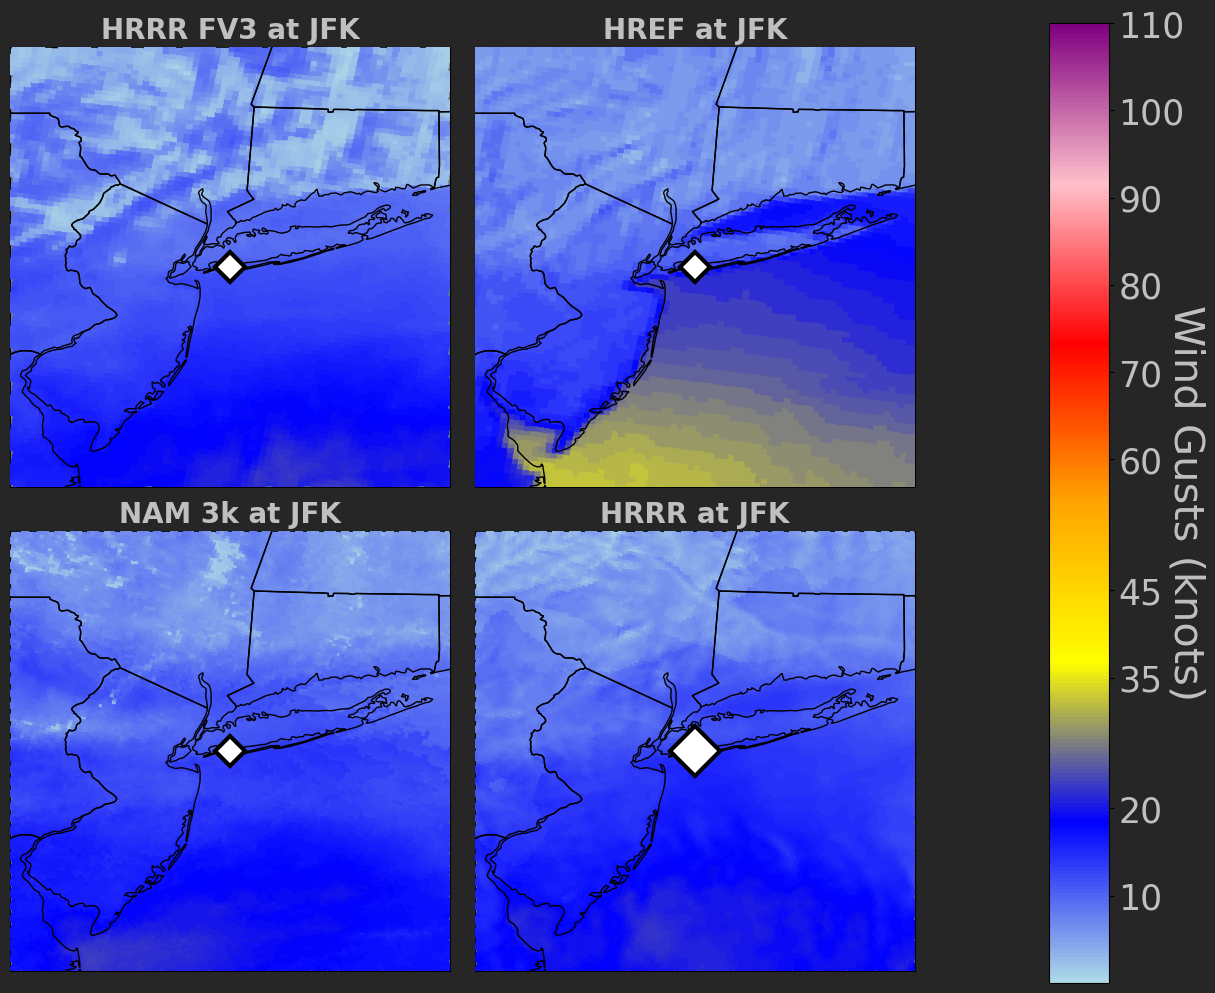 HRRR FV3 at JFK
HREF at JFK
NAM 3k at JFK
HRRR at JFK
110
100
90
80
70
60
45
35
20
10
Wind Gusts (knots)